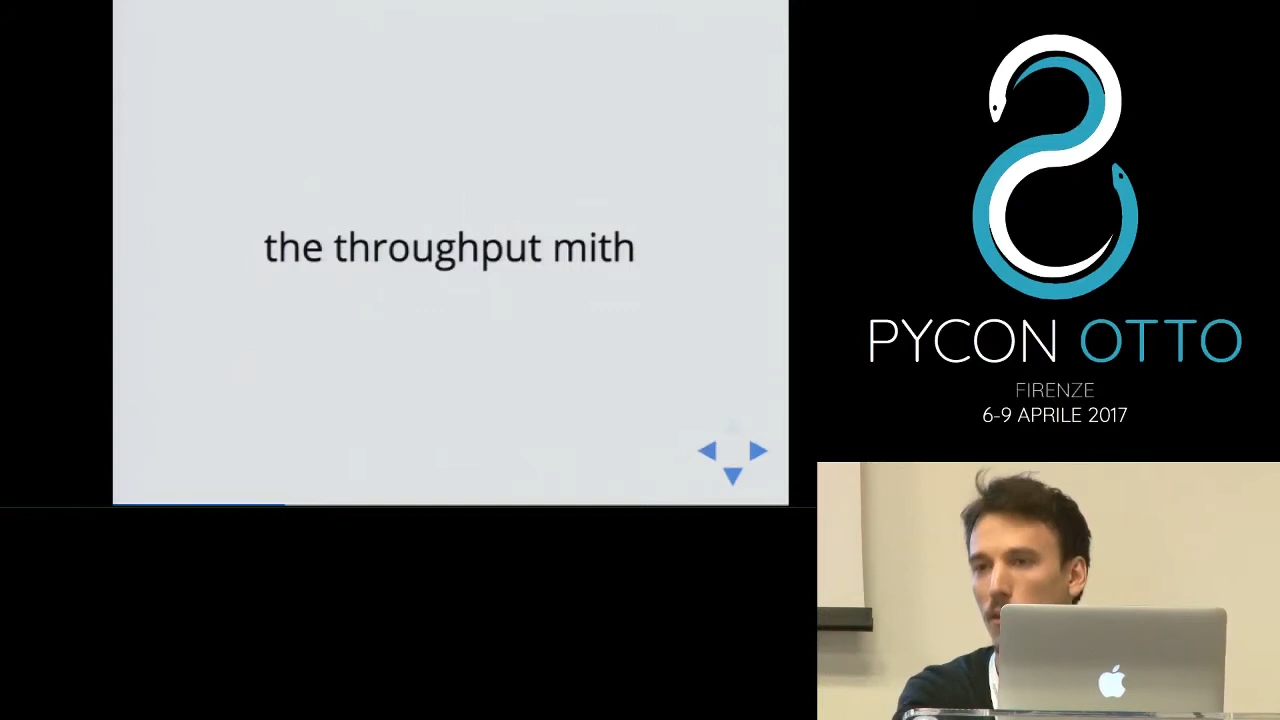 the throughput mith
PYCON OTTO
FIRENZE
6-9 APRILE 2017